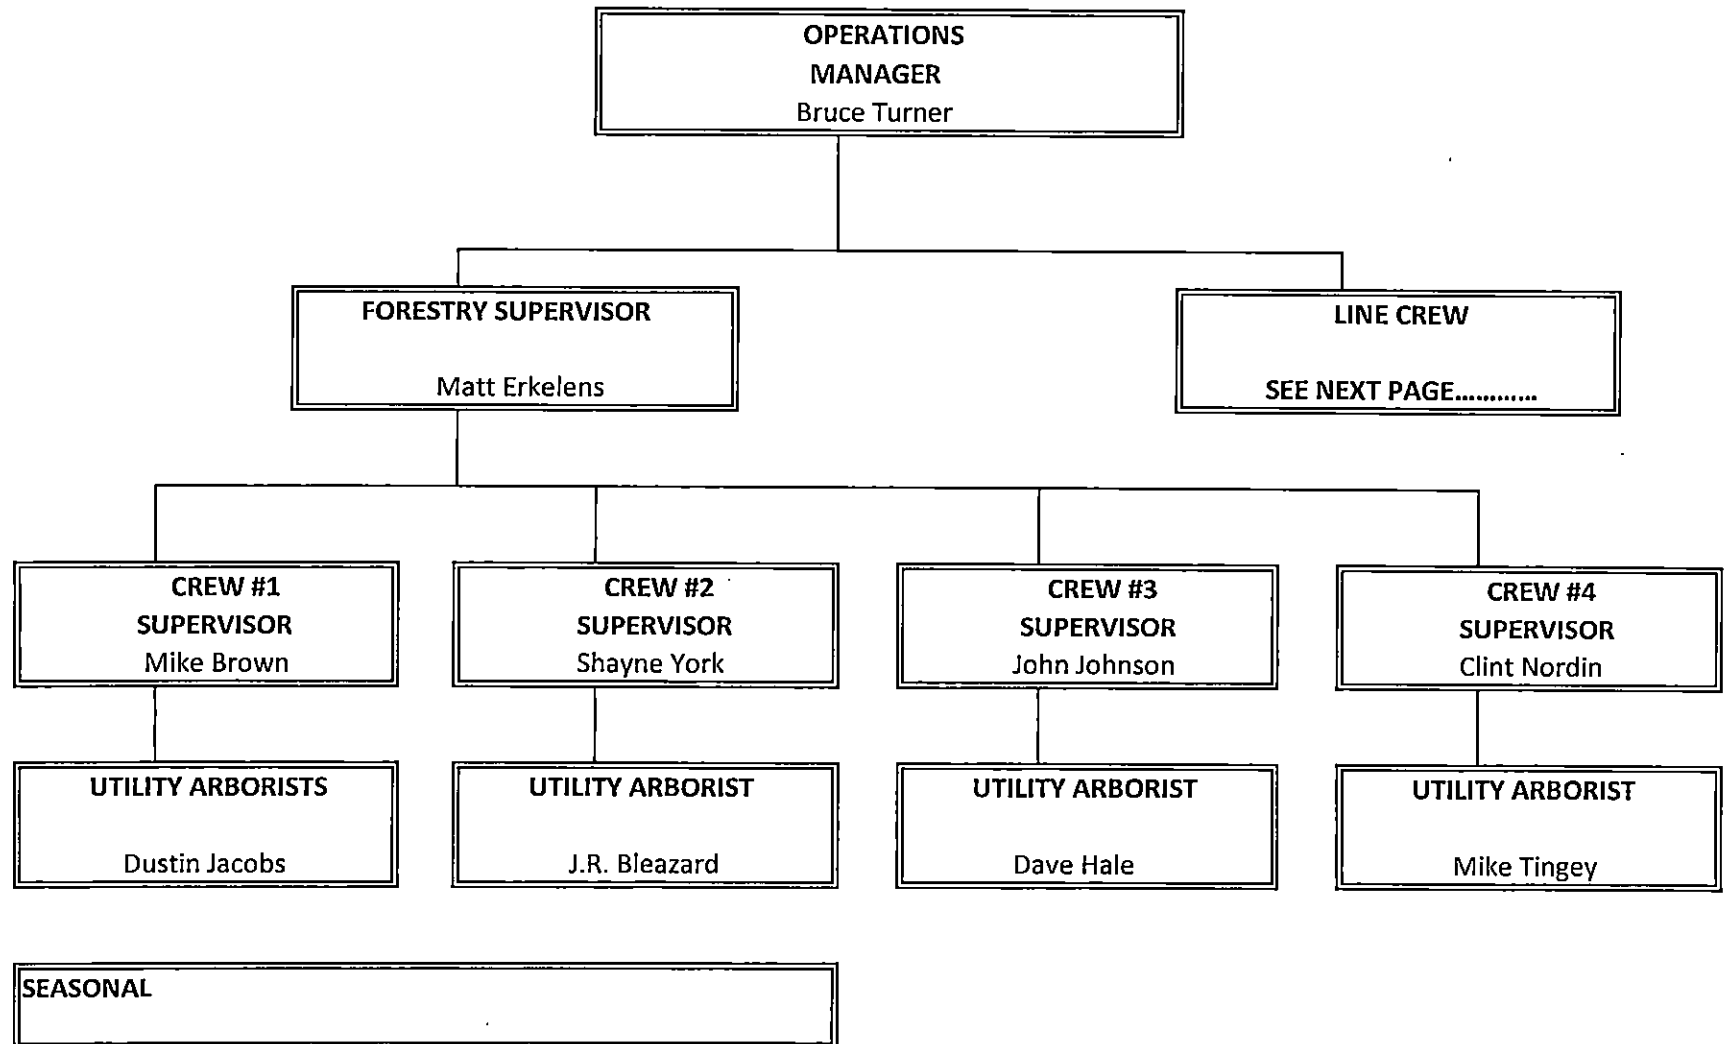 OPERATIONS
MANAGER
Bruce Turner
FORESTRY SUPERVISOR
Matt Erkelens
LINE CREW
SEE NEXT PAGE............
CREW #1
SUPERVISOR
Mike Brown
CREW #2
SUPERVISOR
Shayne York
CREW #3
SUPERVISOR
John Johnson
CREW #4
SUPERVISOR
Clint Nordin
UTILITY ARBORISTS
Dustin Jacobs
UTILITY ARBORIST
J.R. Bleazard
UTILITY ARBORIST
Dave Hale
UTILITY ARBORIST
Mike Tingey
SEASONAL